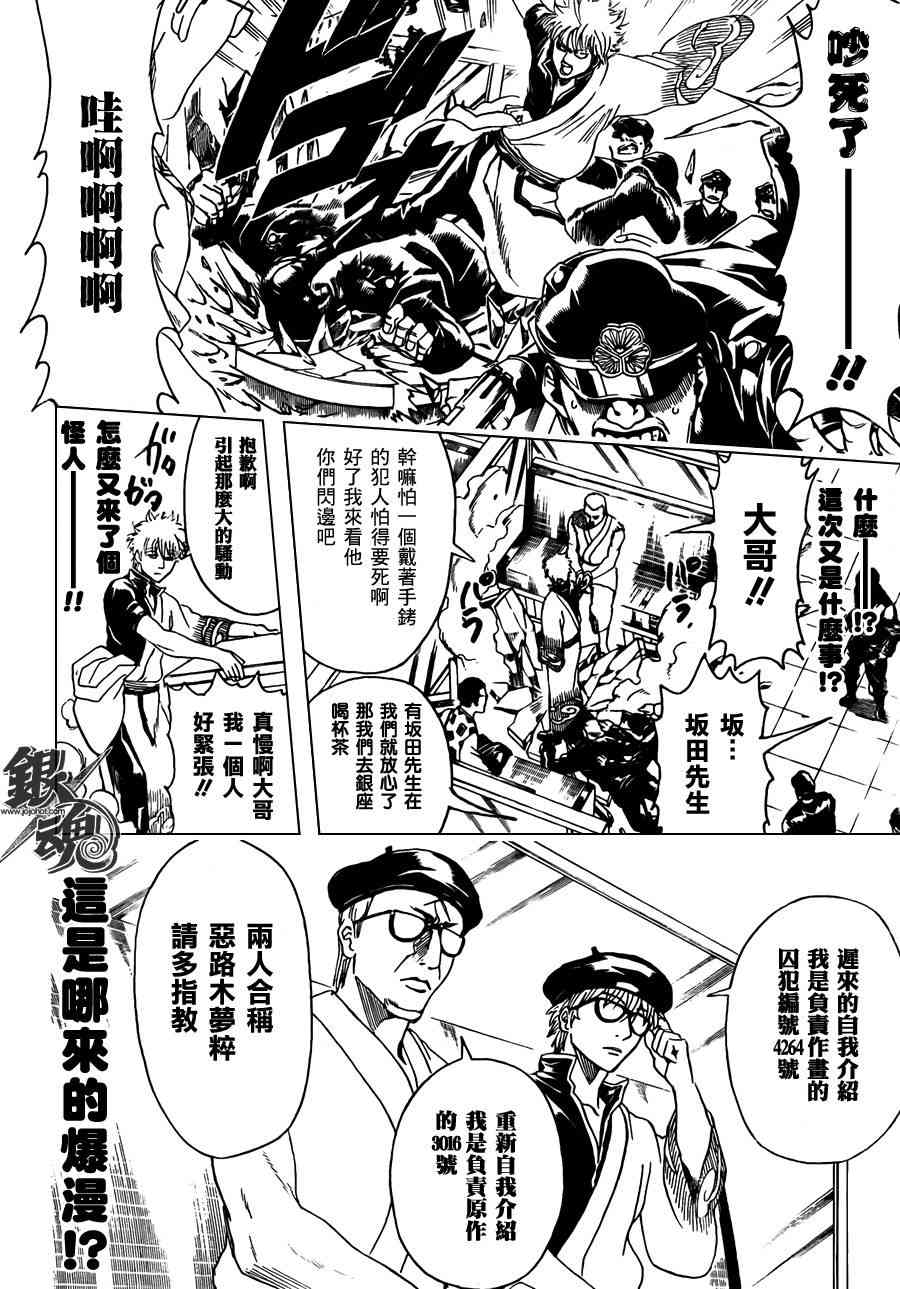 吵死了——!!
ドゴォ
哇啊啊啊啊
什麼——!?
這次又是什麼事!?
大哥!!
坂…
坂田先生
幹嘛怕一個戴著手銬
的犯人怕得要死啊
好了我來看他
你們閃邊吧
有坂田先生在
我們就放心了
那我們去銀座
喝杯茶
抱歉啊
引起那麼大的騷動
真慢啊大哥
我一個人
好緊張!!
怎麼又來了個
怪人——!!
遲來的自我介紹
我是負責作畫的
囚犯編號4264號
重新自我介紹
我是負責原作
的3016號
兩人合稱
惡路木夢粹
請多指教
這是哪來的爆漫!?
銀魂
www.jojohot.com